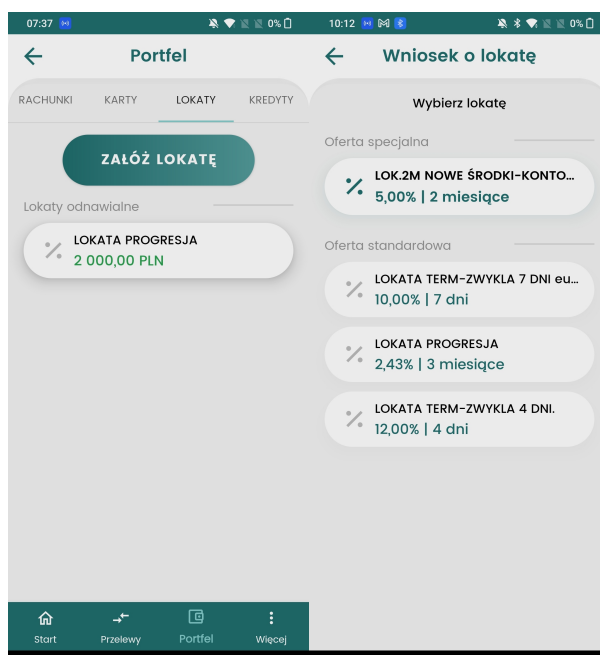 07:37
0%
Portfel
RACHUNKI KARTY LOKATY KREDYTY
ZAŁÓŻ LOKATĘ
Lokaty odnawialne
LOKATA PROGRESJA
2 000,00 PLN
Start Przelewy Portfel Więcej
10:12
0%
Wniosek o lokatę
Wybierz lokatę
Oferta specjalna
LOK.2M NOWE ŚRODKI-KONTO...
5,00% | 2 miesiące
Oferta standardowa
LOKATA TERM-ZWYKLA 7 DNI eu...
10,00% | 7 dni
LOKATA PROGRESJA
2,43% | 3 miesiące
LOKATA TERM-ZWYKLA 4 DNI.
12,00% | 4 dni